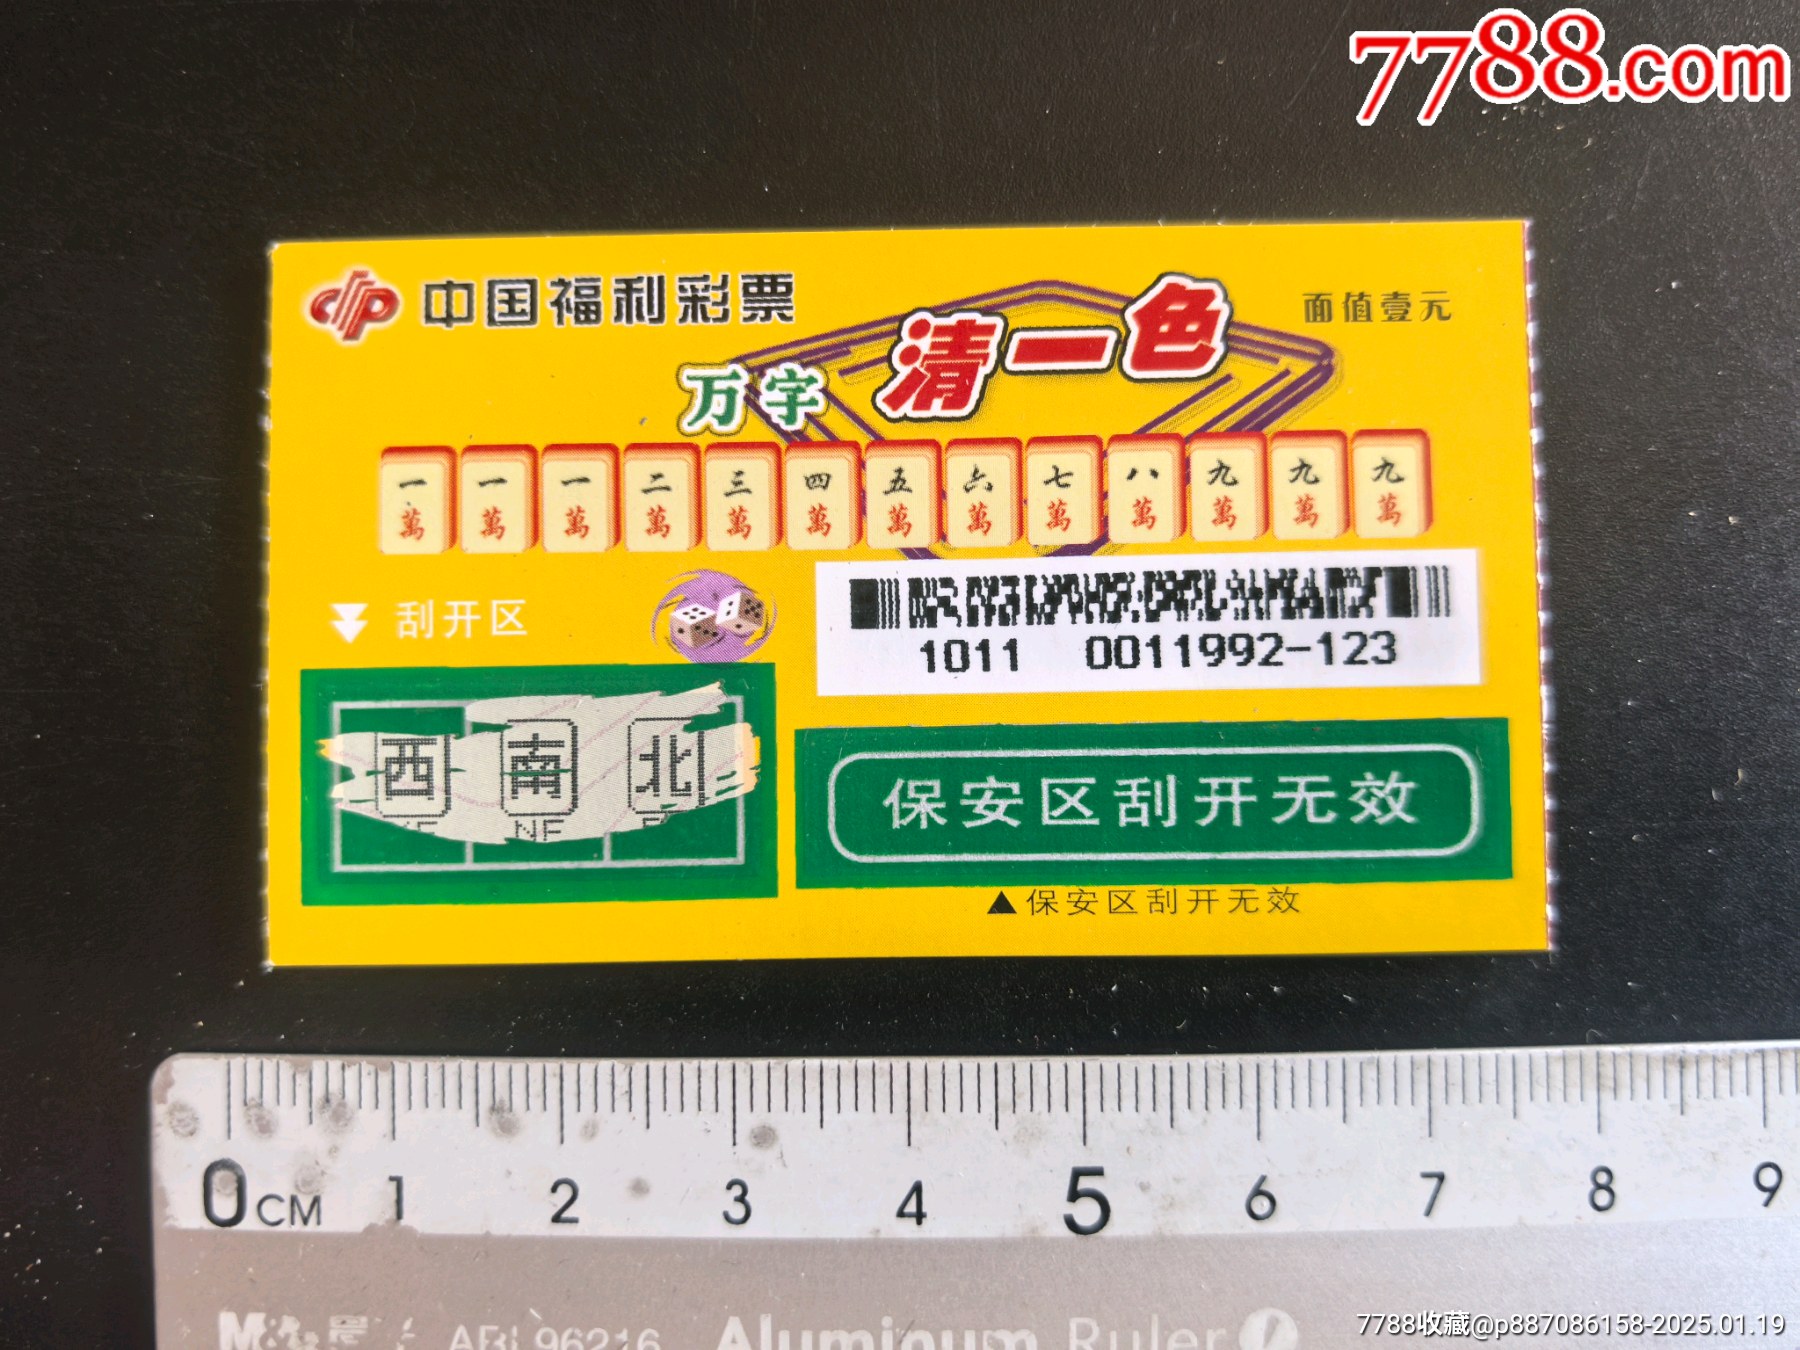 7788.com
中国福利彩票
面值壹元
万字 清一色
一萬 一萬 一萬 二萬 三萬 四萬 五萬 六萬 七萬 八萬 九萬 九萬 九萬
刮开区
1011 0011992-123
西 南 北
NF
保安区刮开无效
▲保安区刮开无效
0CM 1 2 3 4 5 6 7 8 9
Aluminum Ruler
7788收藏@p887086158-2025.01.19